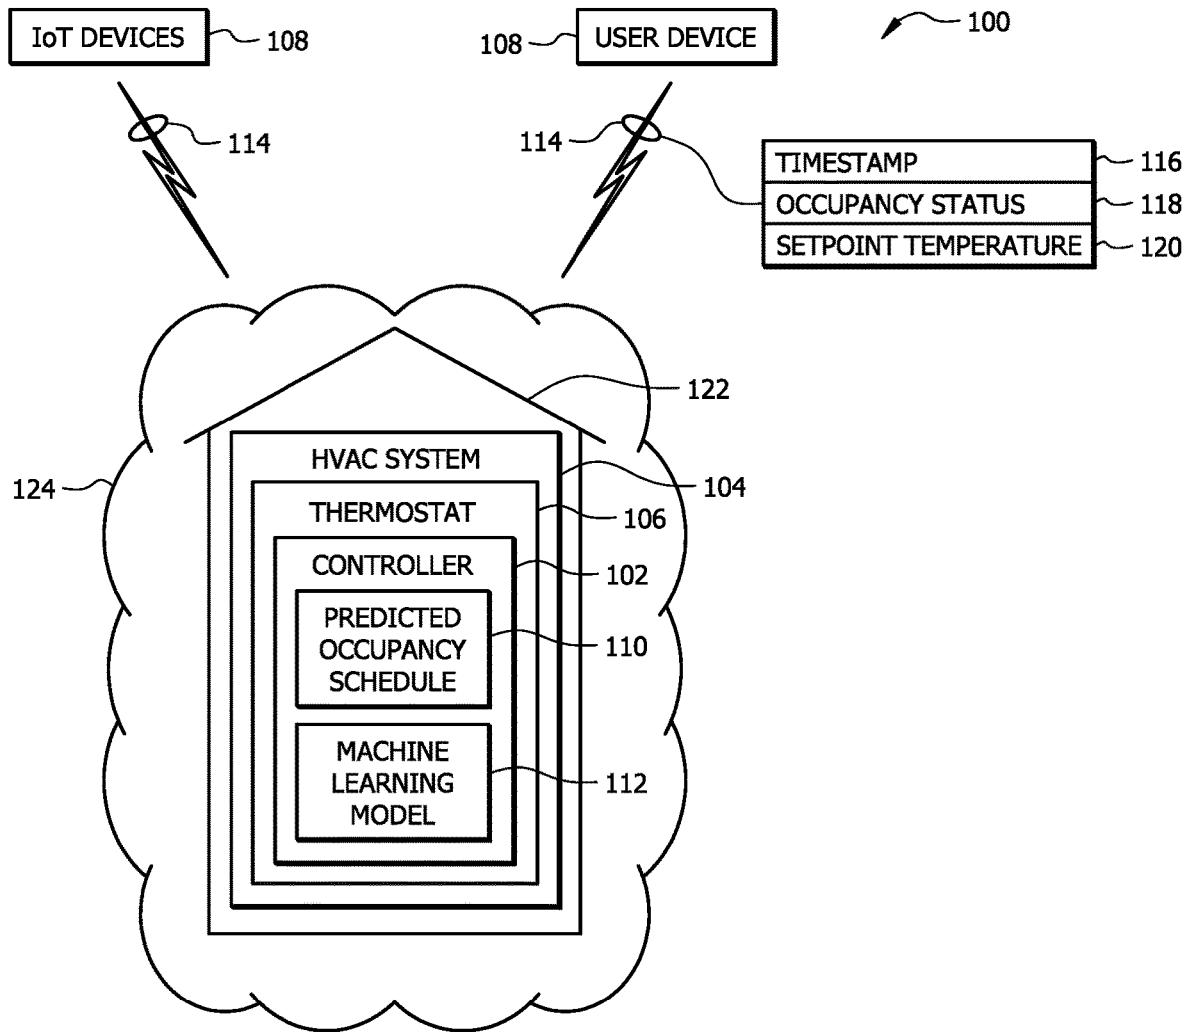 IoT DEVICES
108
108
USER DEVICE
100
114
114
TIMESTAMP
116
OCCUPANCY STATUS
118
SETPOINT TEMPERATURE
120
122
HVAC SYSTEM
124
104
THERMOSTAT
106
CONTROLLER
102
PREDICTED
OCCUPANCY
SCHEDULE
110
MACHINE
LEARNING
MODEL
112